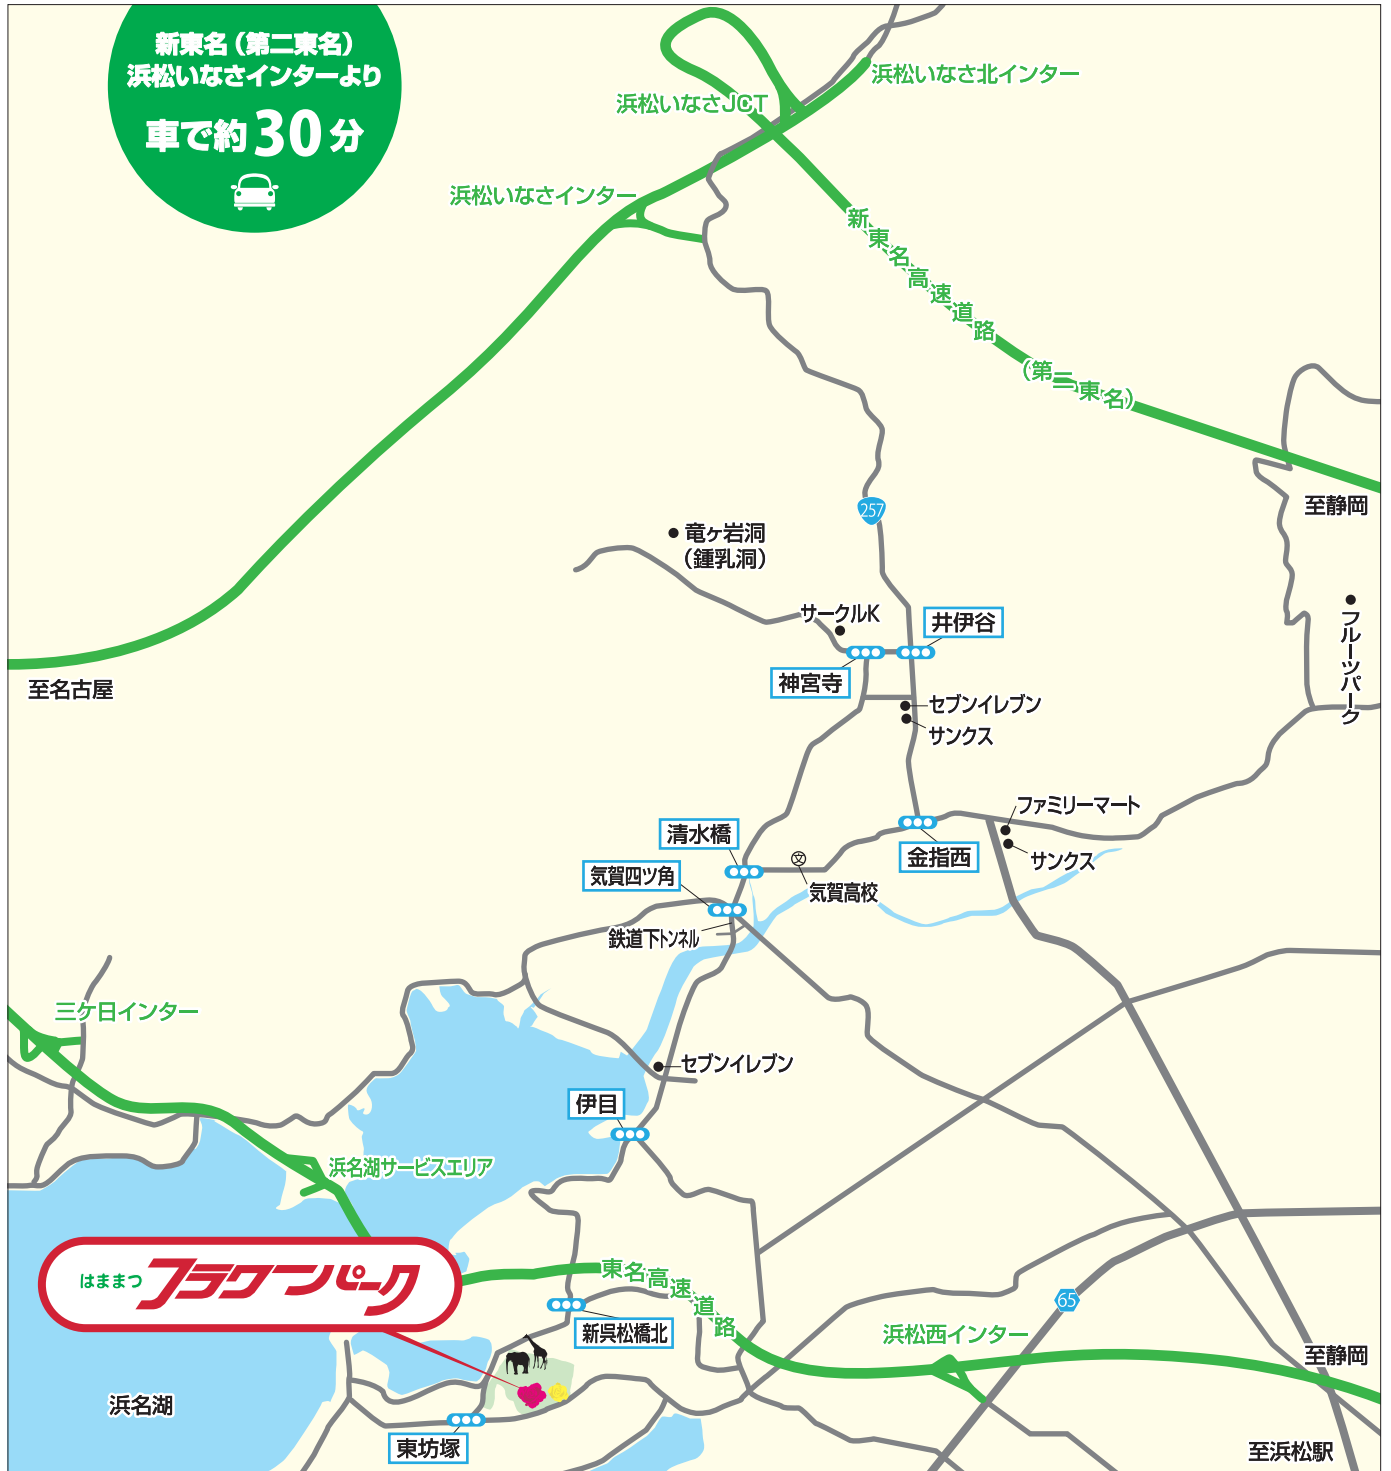 新東名（第二東名）
浜松いなさインターより
車で約30分
浜松いなさ北インター
浜松いなさJCT
浜松いなさインター
新東名高速道路（第二東名）
至静岡
257
竜ヶ岩洞
（鍾乳洞）
サークルK
井伊谷
フルーツパーク
神宮寺
至名古屋
セブンイレブン
サンクス
ファミリーマート
清水橋
金指西
サンクス
文
気賀四ツ角
気賀高校
鉄道下トンネル
三ケ日インター
セブンイレブン
伊目
浜名湖サービスエリア
はままつ
フラワーパーク
東名高速道路
65
新呉松橋北
浜松西インター
至静岡
浜名湖
東坊塚
至浜松駅